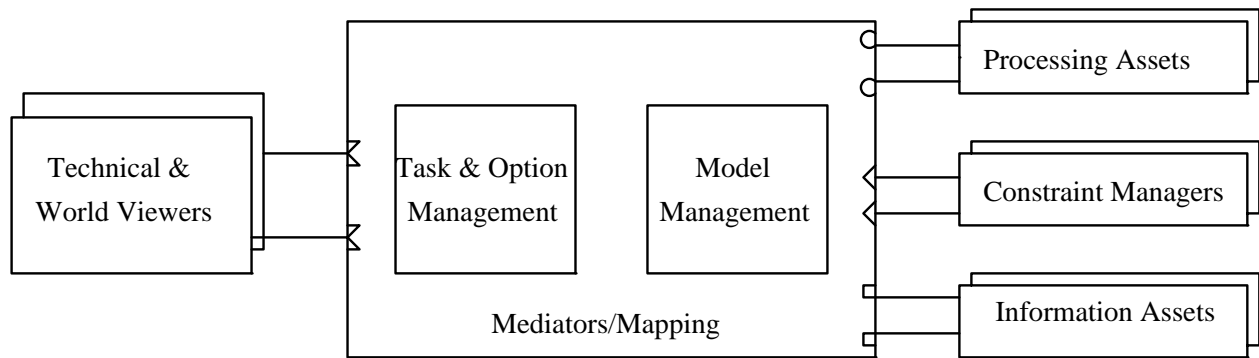 Technical &
World Viewers
Task & Option
Management
Model
Management
Mediators/Mapping
Processing Assets
Constraint Managers
Information Assets